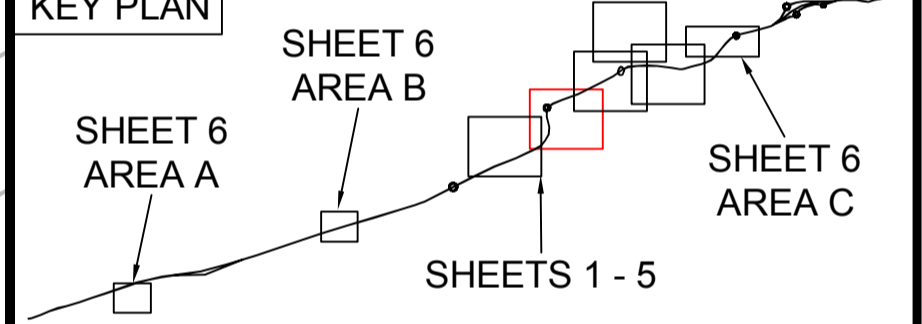 KEY PLAN
SHEET 6
AREA B
SHEET 6
AREA A
SHEET 6
AREA C
SHEETS 1 - 5